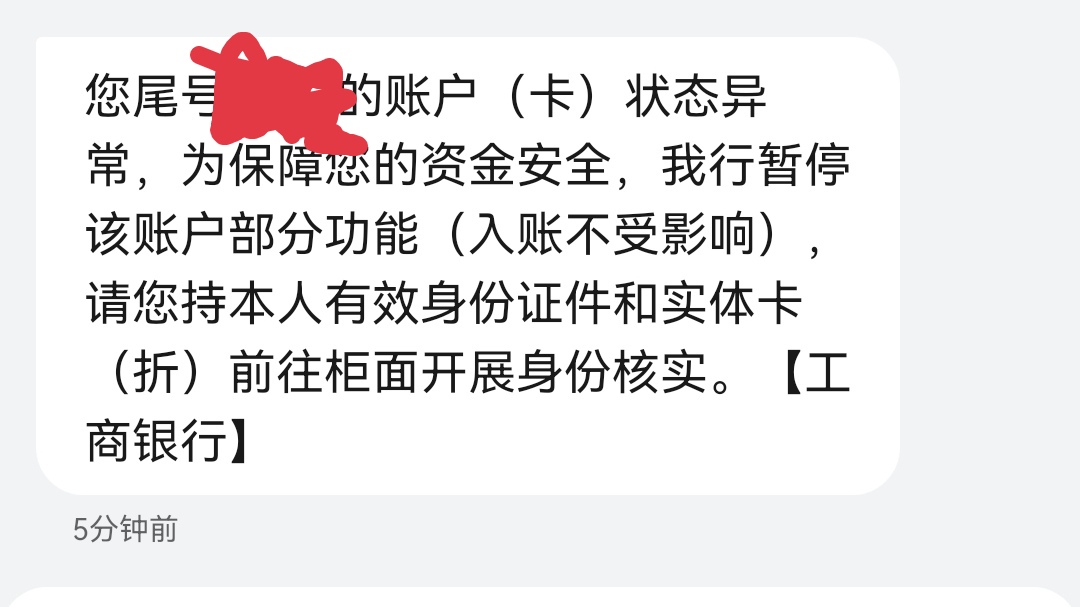 您尾号 的账户（卡）状态异
常，为保障您的资金安全，我行暂停
该账户部分功能（入账不受影响），
请您持本人有效身份证件和实体卡
（折）前往柜面开展身份核实。【工
商银行】
5分钟前